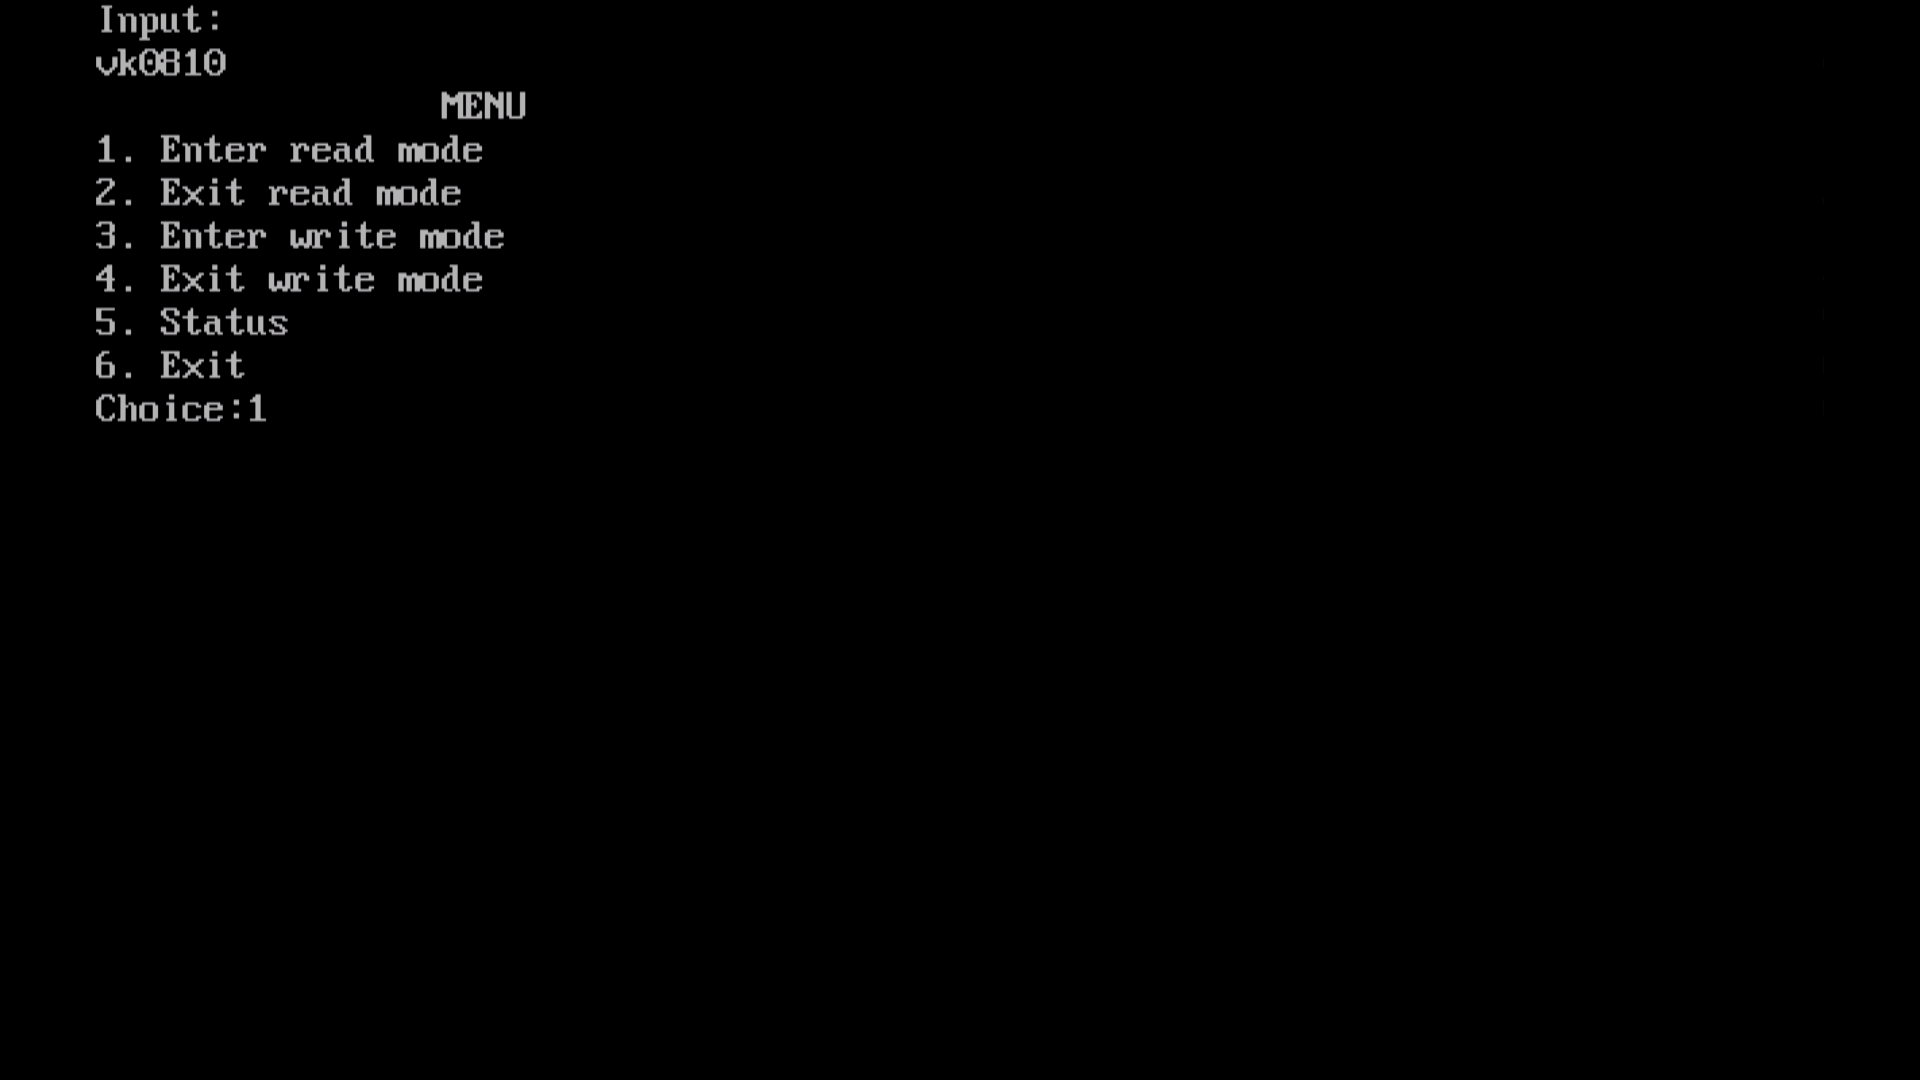 Input:
vk0810
MENU
1. Enter read mode
2. Exit read mode
3. Enter write mode
4. Exit write mode
5. Status
6. Exit
Choice:1